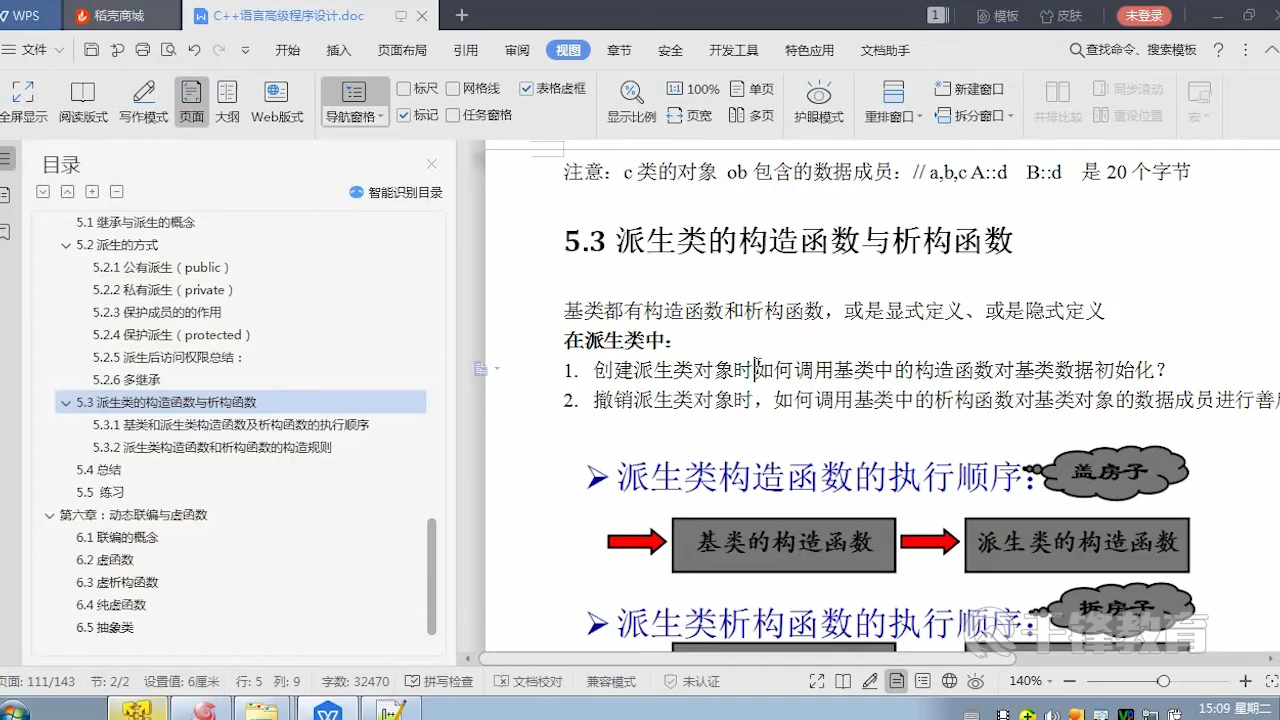 WPS 稻壳商城 C++语言高级程序设计.doc 1 模板 皮肤 未登录
文件 开始 插入 页面布局 引用 审阅 视图 章节 安全 开发工具 特色应用 文档助手 查找命令、搜索模板
全屏显示 阅读版式 写作模式 页面 大纲 Web版式 导航窗格 标尺 网格线 表格虚框 标记 任务窗格 显示比例 100% 单页 页宽 多页 护眼模式 重排窗口 新建窗口 拆分窗口 并排比较 同步滚动 重设位置 宏
目录
智能识别目录
5.1 继承与派生的概念
5.2 派生的方式
5.2.1 公有派生（public）
5.2.2 私有派生（private）
5.2.3 保护成员的的作用
5.2.4 保护派生（protected）
5.2.5 派生后访问权限总结：
5.2.6 多继承
5.3 派生类的构造函数与析构函数
5.3.1 基类和派生类构造函数及析构函数的执行顺序
5.3.2 派生类构造函数和析构函数的构造规则
5.4 总结
5.5 练习
第六章：动态联编与虚函数
6.1 联编的概念
6.2 虚函数
6.3 虚析构函数
6.4 纯虚函数
6.5 抽象类
注意：c 类的对象 ob 包含的数据成员：// a,b,c A::d B::d 是 20 个字节
5.3 派生类的构造函数与析构函数
基类都有构造函数和析构函数，或是显式定义、或是隐式定义
在派生类中：
1. 创建派生类对象时如何调用基类中的构造函数对基类数据初始化？
2. 撤销派生类对象时，如何调用基类中的析构函数对基类对象的数据成员进行善
派生类构造函数的执行顺序： 盖房子
基类的构造函数 派生类的构造函数
派生类析构函数的执行顺序： 拆房子
千锋教育
页面: 111/143 节: 2/2 设置值: 6厘米 行: 5 列: 9 字数: 32470 拼写检查 文档校对 兼容模式 未认证 140%
15:09 星期二